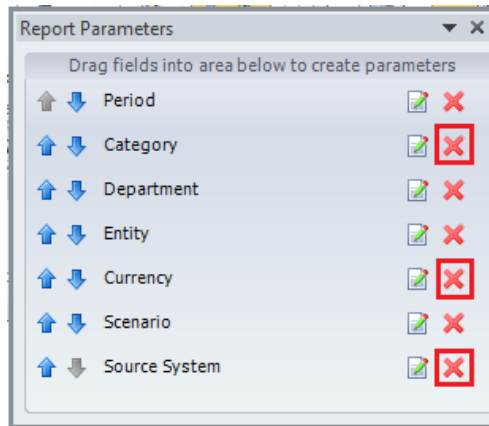 Report Parameters
Drag fields into area below to create parameters
Period
Category
Department
Entity
Currency
Scenario
Source System